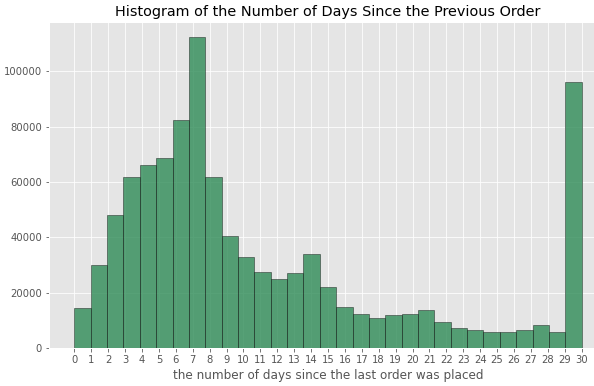 Histogram of the Number of Days Since the Previous Order
100000
80000
60000
40000
20000
0
0 1 2 3 4 5 6 7 8 9 10 11 12 13 14 15 16 17 18 19 20 21 22 23 24 25 26 27 28 29 30
the number of days since the last order was placed